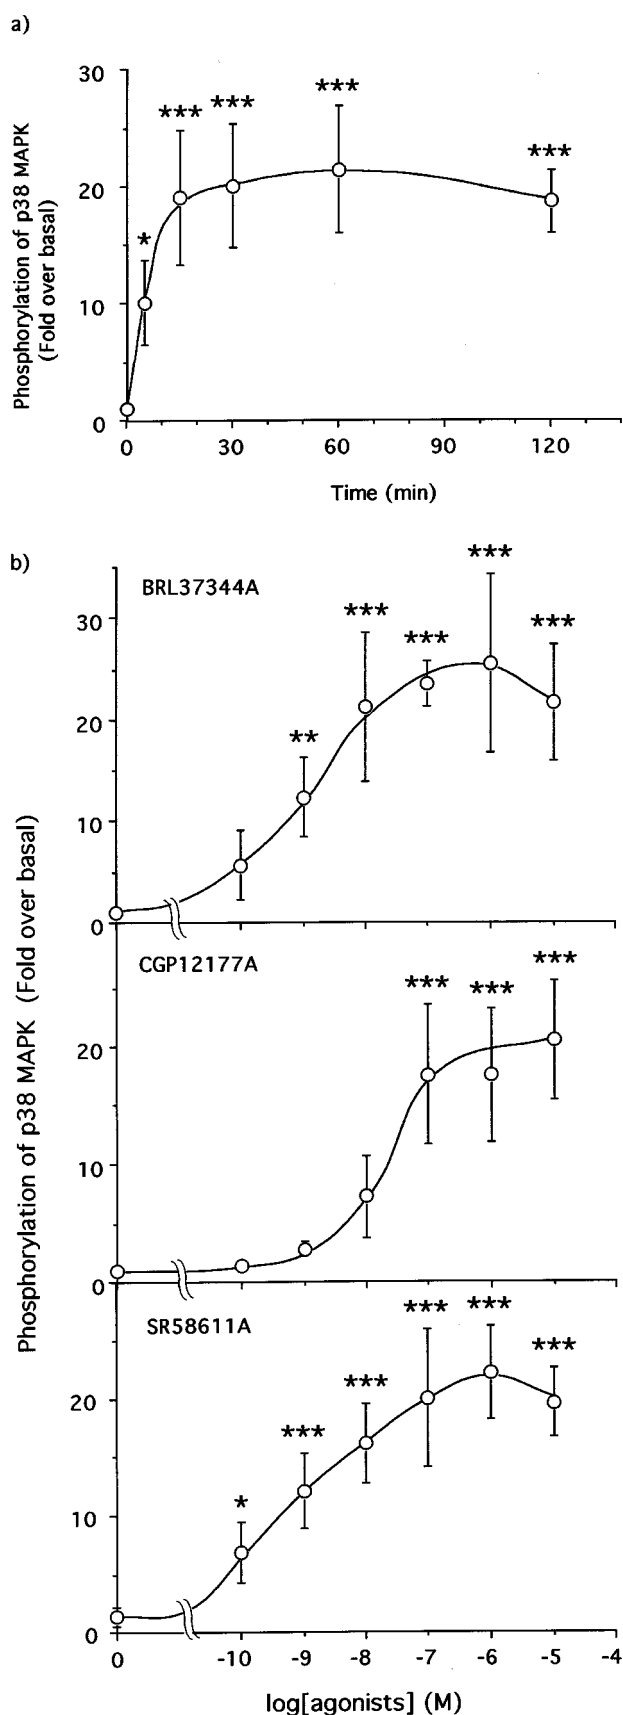 a)
Phosphorylation of p38 MAPK
(Fold over basal)
30
20
10
0
*
***
***
***
***
0 30 60 90 120
Time (min)
b)
Phosphorylation of p38 MAPK (Fold over basal)
BRL37344A
30
20
10
0
**
***
***
***
***
CGP12177A
20
10
0
***
***
***
SR58611A
20
10
0
*
***
***
***
***
***
0 -10 -9 -8 -7 -6 -5 -4
log[agonists] (M)